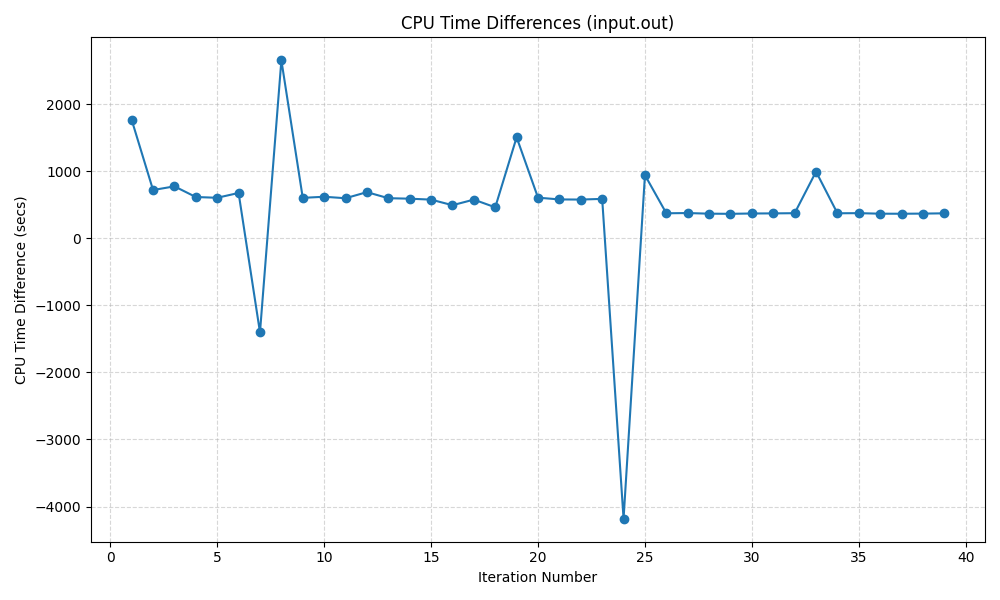 CPU Time Differences (input.out)
CPU Time Difference (secs)
2000
1000
0
−1000
−2000
−3000
−4000
0 5 10 15 20 25 30 35 40
Iteration Number